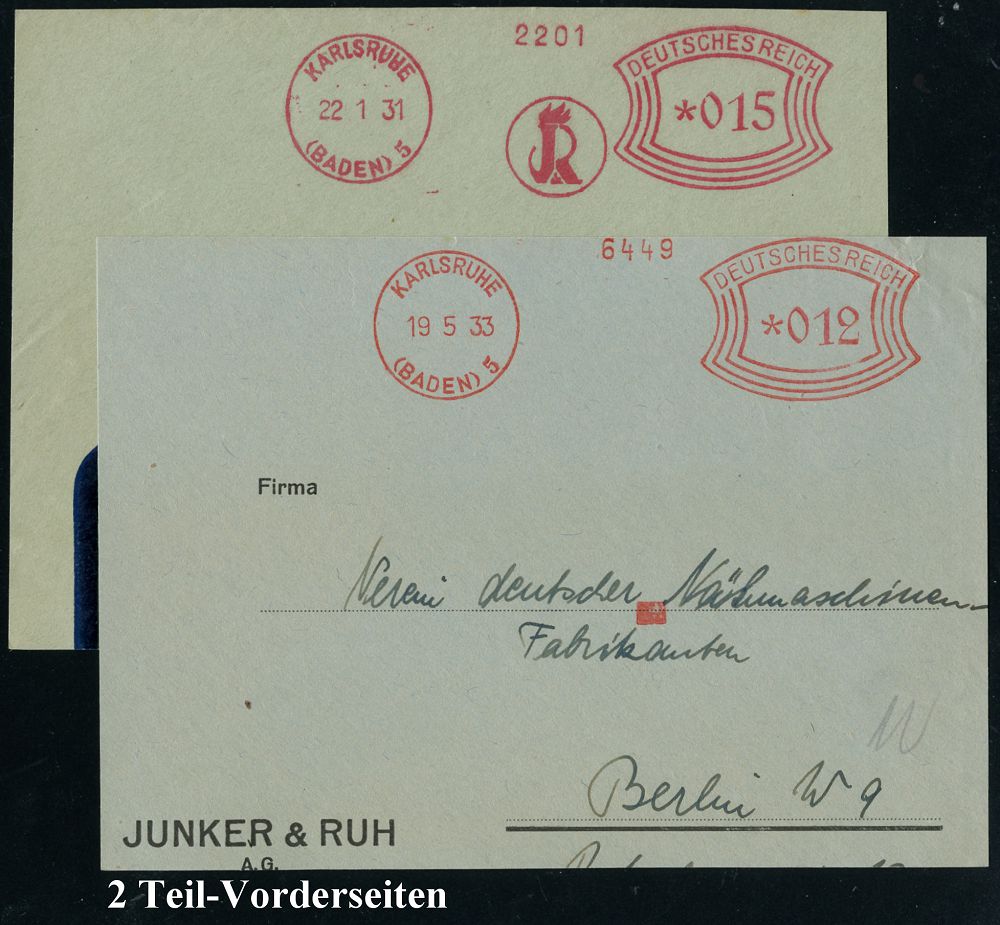 2201
DEUTSCHES REICH
KARLSRUHE
22 1 31
(BADEN) 5
JR
*015
6449
DEUTSCHES REICH
KARLSRUHE
19 5 33
(BADEN) 5
*012
Firma
Verein deutscher Nähmaschinen-
Fabrikanten
Berlin W 9
JUNKER & RUH
A.G.
2 Teil-Vorderseiten